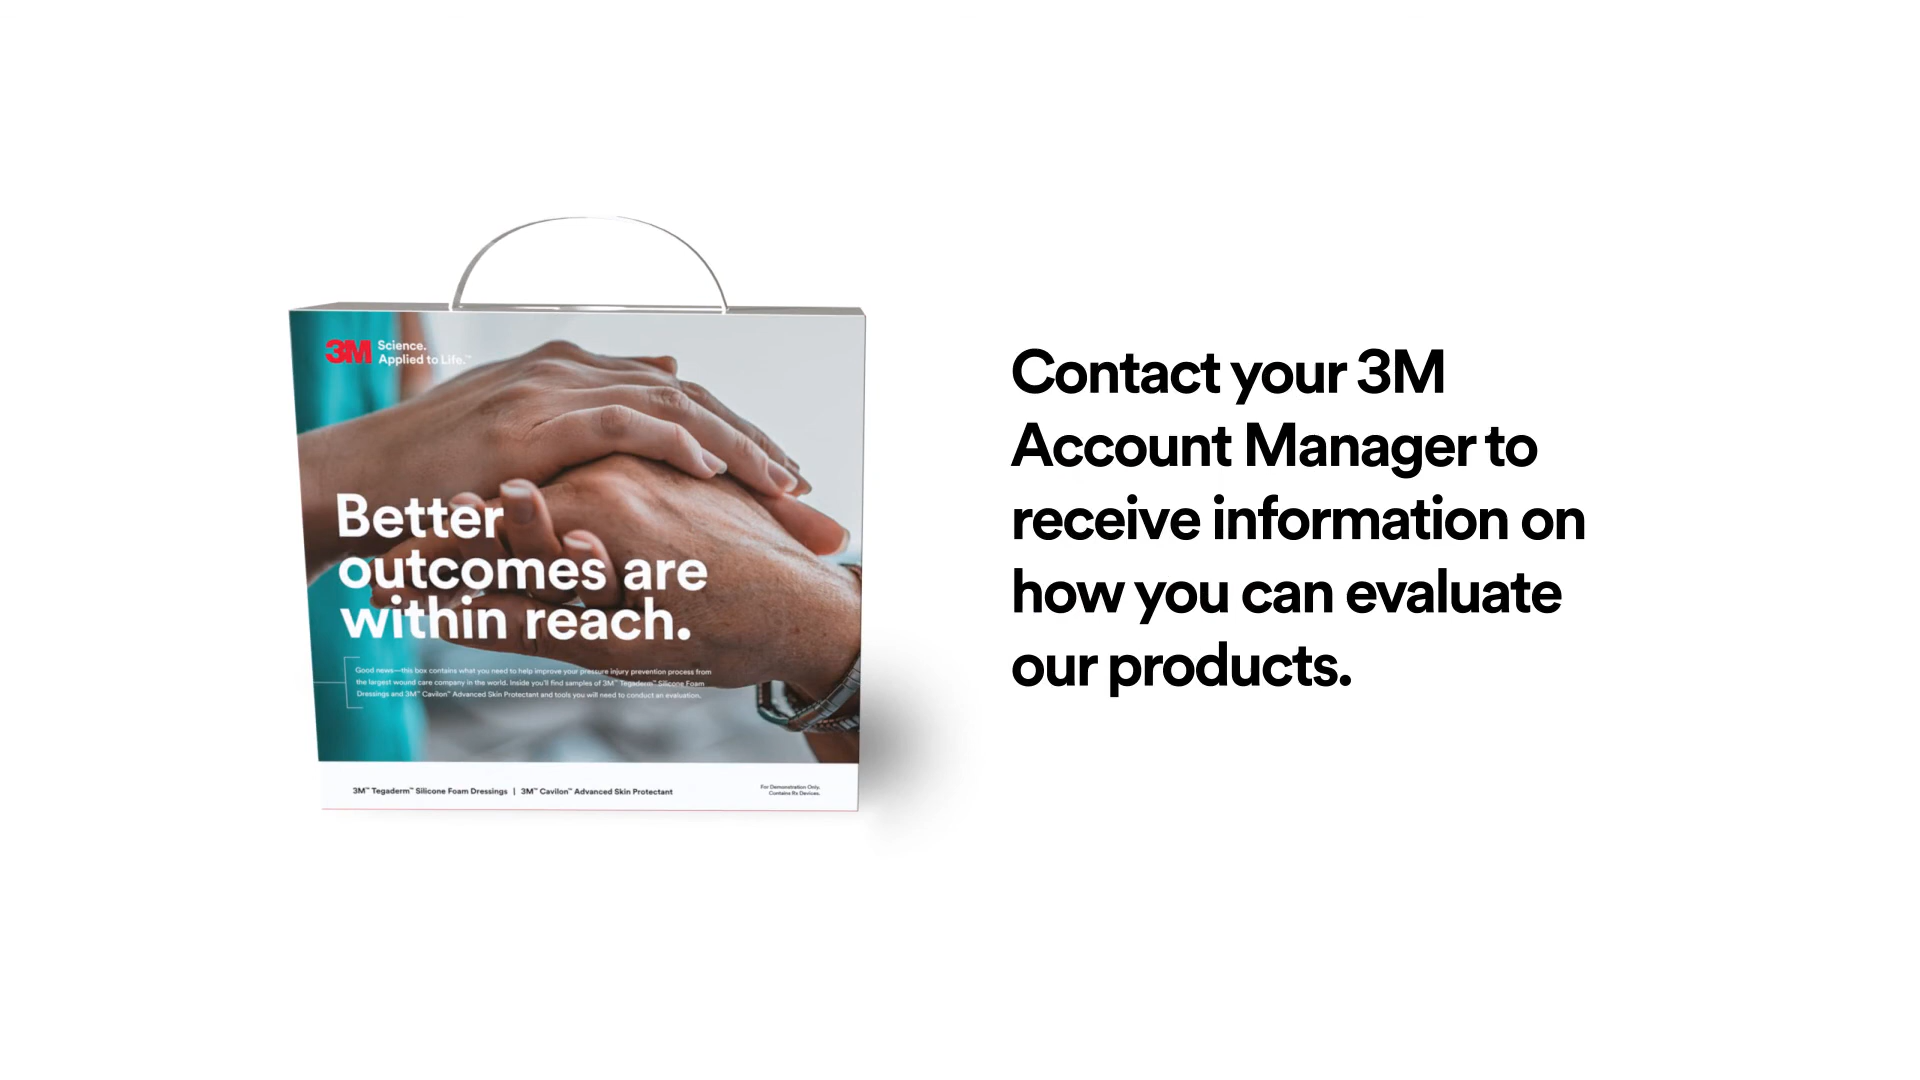 3M Science.
Applied to Life.™
Better
outcomes are
within reach.
Good news—this box contains what you need to help improve your pressure injury prevention process from
the largest wound care company in the world. Inside you'll find samples of 3M™ Tegaderm™ Silicone Foam
Dressings and 3M™ Cavilon™ Advanced Skin Protectant and tools you will need to conduct an evaluation.
3M™ Tegaderm™ Silicone Foam Dressings | 3M™ Cavilon™ Advanced Skin Protectant
For Demonstration Only.
Contains Rx Devices.
Contact your 3M
Account Manager to
receive information on
how you can evaluate
our products.